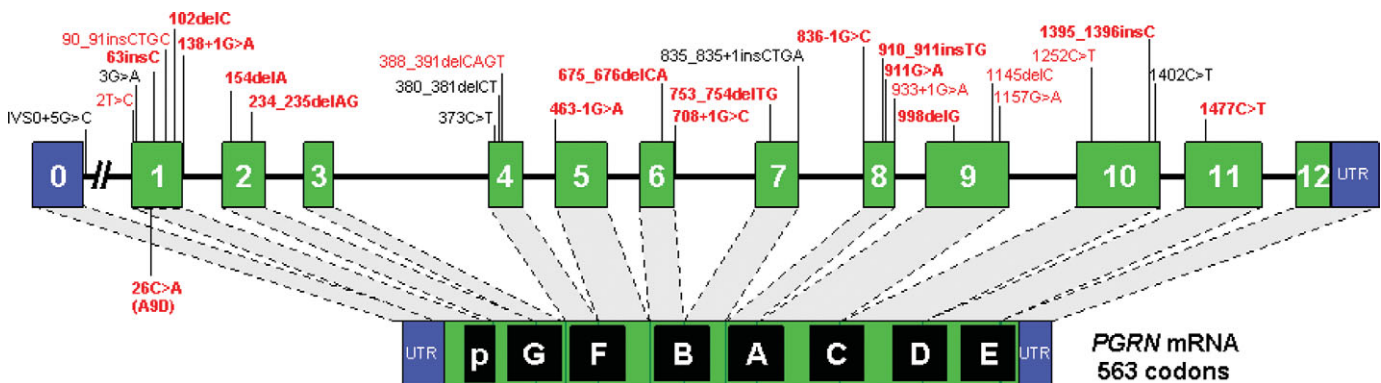 102delC
90_91insCTGC
63insC
138+1G>A
3G>A
2T>C
IVS0+5G>C
154delA
234_235delAG
388_391delCAGT
380_381delCT
373C>T
675_676delCA
463-1G>A
835_835+1insCTGA
753_754delTG
708+1G>C
836-1G>C
910_911insTG
911G>A
933+1G>A
998delG
1145delC
1157G>A
1395_1396insC
1252C>T
1402C>T
1477C>T
0 1 2 3 4 5 6 7 8 9 10 11 12 UTR
26C>A
(A9D)
UTR p G F B A C D E UTR
PGRN mRNA
563 codons